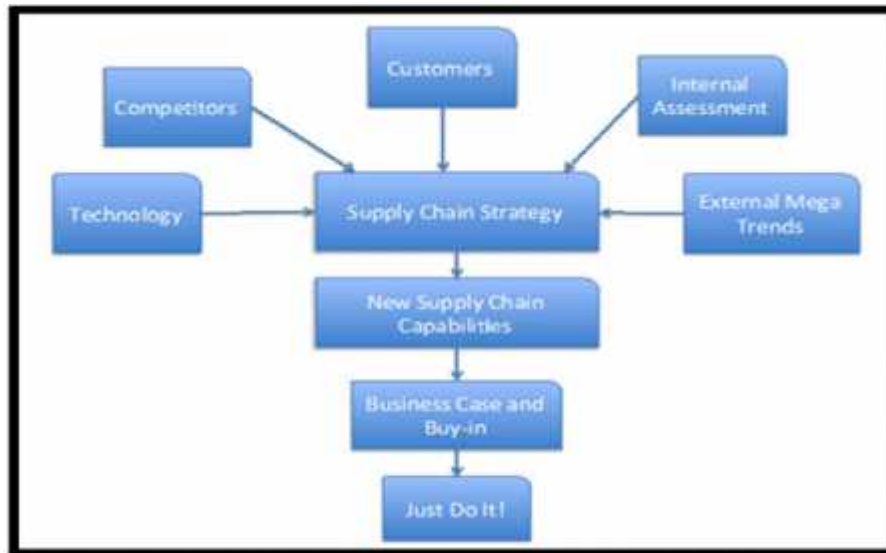 Customers
Competitors
Internal
Assessment
Technology
Supply Chain Strategy
External Mega
Trends
New Supply Chain
Capabilities
Business Case and
Buy-in
Just Do It!